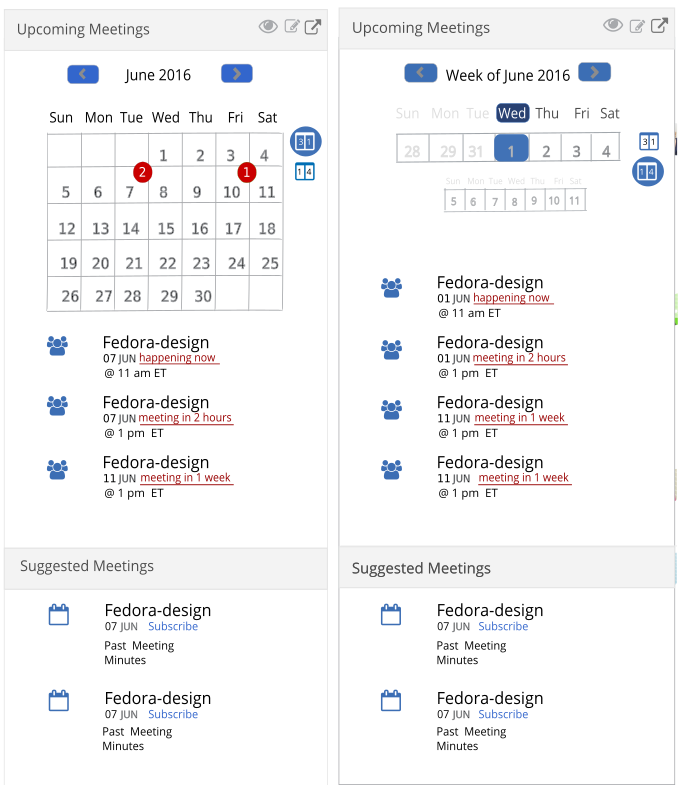 Upcoming Meetings
June 2016
Sun Mon Tue Wed Thu Fri Sat
1 2 3 4
2 1
5 6 7 8 9 10 11
12 13 14 15 16 17 18
19 20 21 22 23 24 25
26 27 28 29 30
3 1
1 4
Fedora-design
07 JUN happening now
@ 11 am ET
Fedora-design
07 JUN meeting in 2 hours
@ 1 pm ET
Fedora-design
11 JUN meeting in 1 week
@ 1 pm ET
Suggested Meetings
Fedora-design
07 JUN Subscribe
Past Meeting
Minutes
Fedora-design
07 JUN Subscribe
Past Meeting
Minutes
Upcoming Meetings
Week of June 2016
Sun Mon Tue Wed Thu Fri Sat
28 29 31 1 2 3 4
3 1
1 4
Sun Mon Tue Wed Thu Fri Sat
5 6 7 8 9 10 11
Fedora-design
01 JUN happening now
@ 11 am ET
Fedora-design
01 JUN meeting in 2 hours
@ 1 pm ET
Fedora-design
11 JUN meeting in 1 week
@ 1 pm ET
Fedora-design
11 JUN meeting in 1 week
@ 1 pm ET
Suggested Meetings
Fedora-design
07 JUN Subscribe
Past Meeting
Minutes
Fedora-design
07 JUN Subscribe
Past Meeting
Minutes